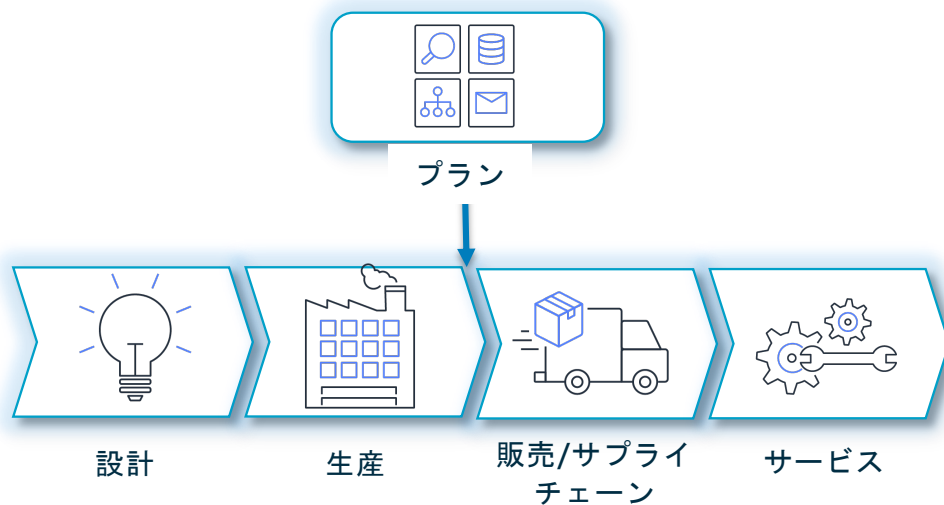 プラン
設計
生産
販売/サプライ
チェーン
サービス